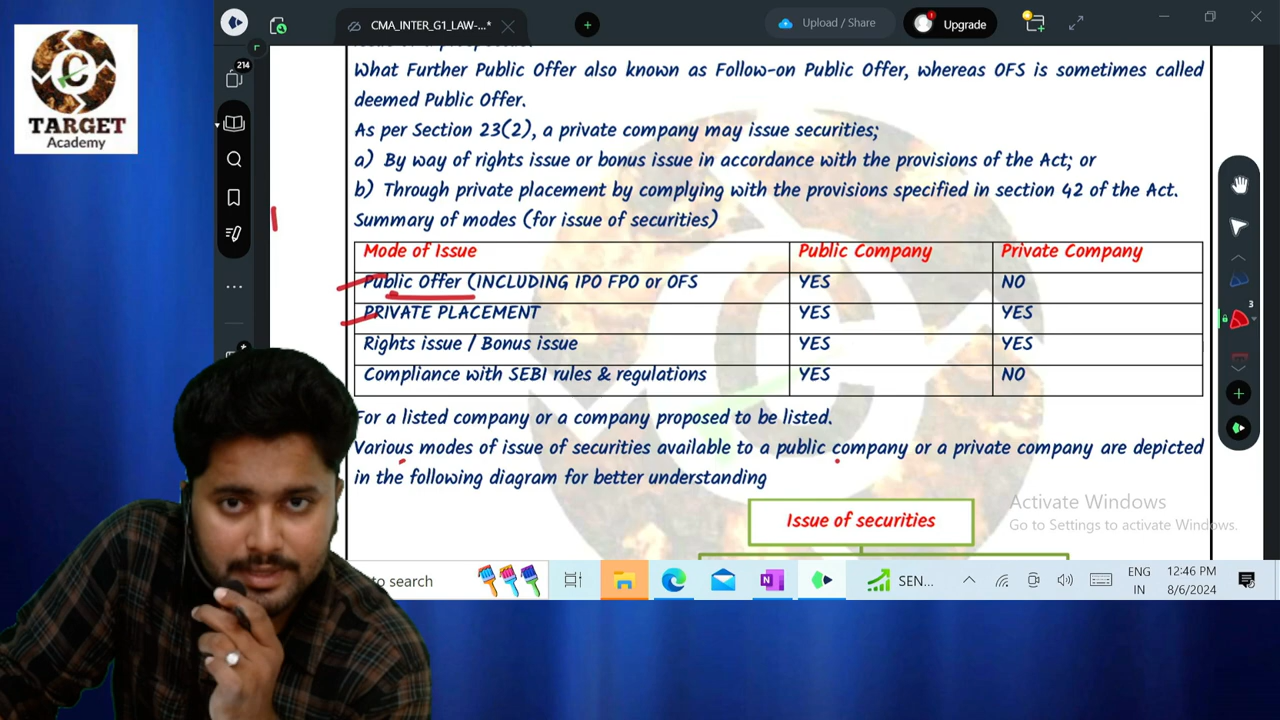 CMA_INTER_G1_LAW-...*
Upload / Share
Upgrade
214
TARGET
Academy
What Further Public Offer also known as Follow-on Public Offer, whereas OFS is sometimes called
deemed Public Offer.
As per Section 23(2), a private company may issue securities;
a) By way of rights issue or bonus issue in accordance with the provisions of the Act; or
b) Through private placement by complying with the provisions specified in section 42 of the Act.
Summary of modes (for issue of securities)
Mode of Issue Public Company Private Company
Public Offer (INCLUDING IPO FPO or OFS YES NO
PRIVATE PLACEMENT YES YES
Rights issue / Bonus issue YES YES
Compliance with SEBI rules & regulations YES NO
3
For a listed company or a company proposed to be listed.
Various modes of issue of securities available to a public company or a private company are depicted
in the following diagram for better understanding
Issue of securities
Activate Windows
Go to Settings to activate Windows.
to search
SEN...
ENG
IN
12:46 PM
8/6/2024